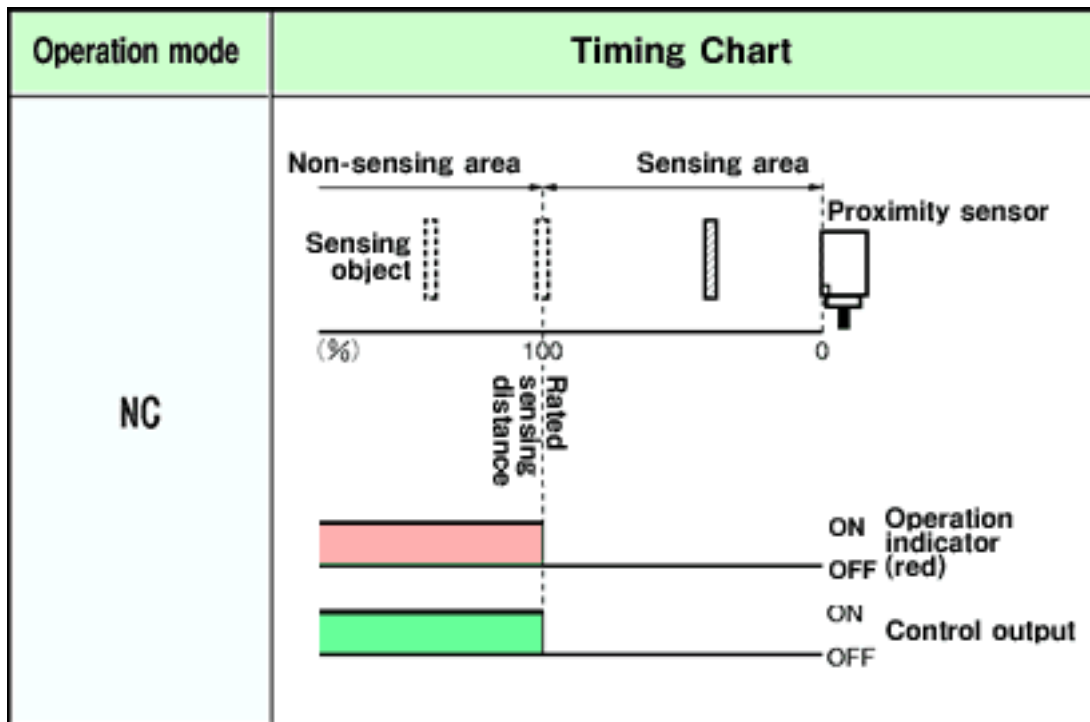 Operation mode
Timing Chart
NC
Non-sensing area
Sensing area
Proximity sensor
Sensing
object
(%)
100
0
Rated
sensing
distance
ON
OFF
Operation
indicator
(red)
ON
OFF
Control output